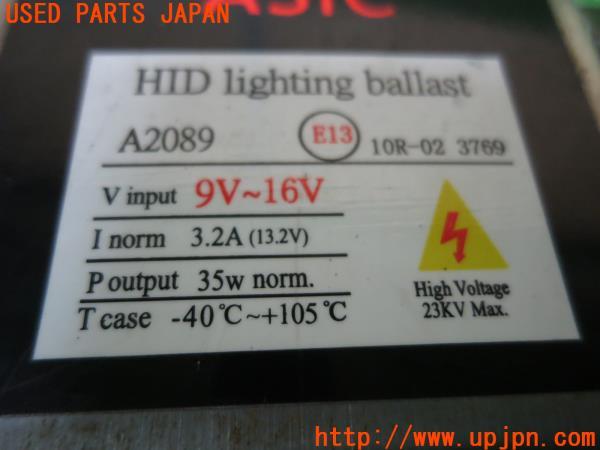 USED PARTS JAPAN
HID lighting ballast
A2089 E13 10R-02 3769
V input 9V~16V
I norm 3.2A (13.2V)
P output 35w norm.
T case -40℃~+105℃
High Voltage
23KV Max.
UPJ
http://www.upjpn.com